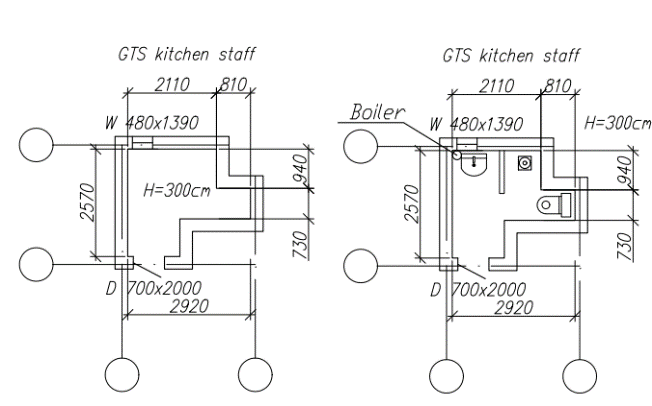 GTS kitchen staff
2110 810
W 480x1390
940
2570
H=300cm
730
D 700x2000
2920
GTS kitchen staff
2110 810
Boiler
W 480x1390
H=300cm
940
2570
730
D 700x2000
2920